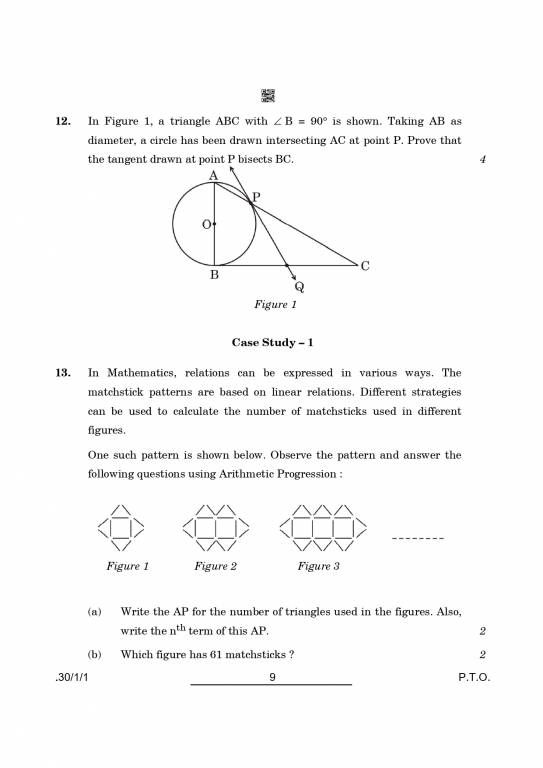 12. In Figure 1, a triangle ABC with ∠ B = 90° is shown. Taking AB as
diameter, a circle has been drawn intersecting AC at point P. Prove that
the tangent drawn at point P bisects BC. 4
A
P
O
B
C
Q
Figure 1
Case Study – 1
13. In Mathematics, relations can be expressed in various ways. The
matchstick patterns are based on linear relations. Different strategies
can be used to calculate the number of matchsticks used in different
figures.
One such pattern is shown below. Observe the pattern and answer the
following questions using Arithmetic Progression :
Figure 1 Figure 2 Figure 3
(a) Write the AP for the number of triangles used in the figures. Also,
write the nth term of this AP. 2
(b) Which figure has 61 matchsticks ? 2
.30/1/1 9 P.T.O.